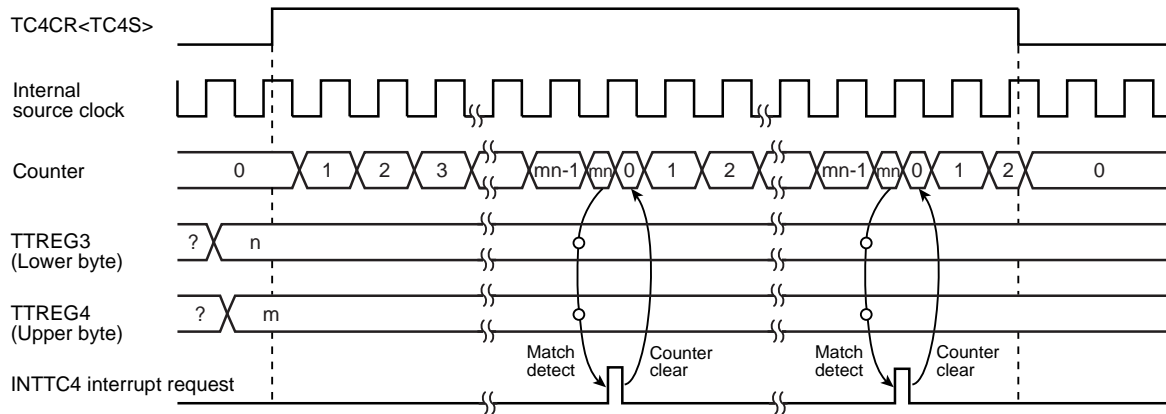 TC4CR<TC4S>
Internal
source clock
Counter
0 1 2 3 mn-1 mn 0 1 2 mn-1 mn 0 1 2 0
TTREG3
(Lower byte)
? n
TTREG4
(Upper byte)
? m
Match
detect
Counter
clear
Match
detect
Counter
clear
INTTC4 interrupt request